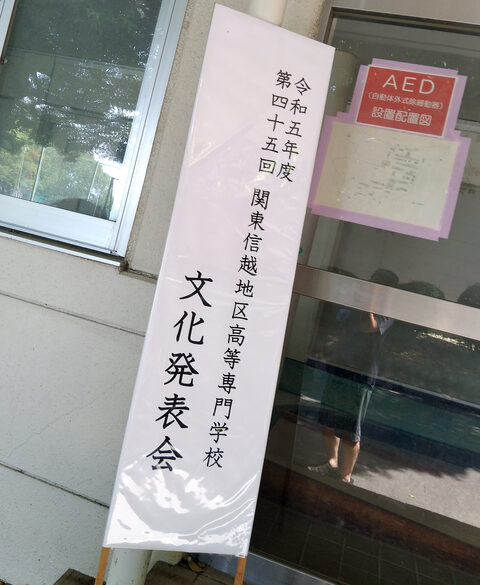 令和五年度
第四十五回 関東信越地区高等専門学校
文化発表会
AED
(自動体外式除細動器)
設置配置図